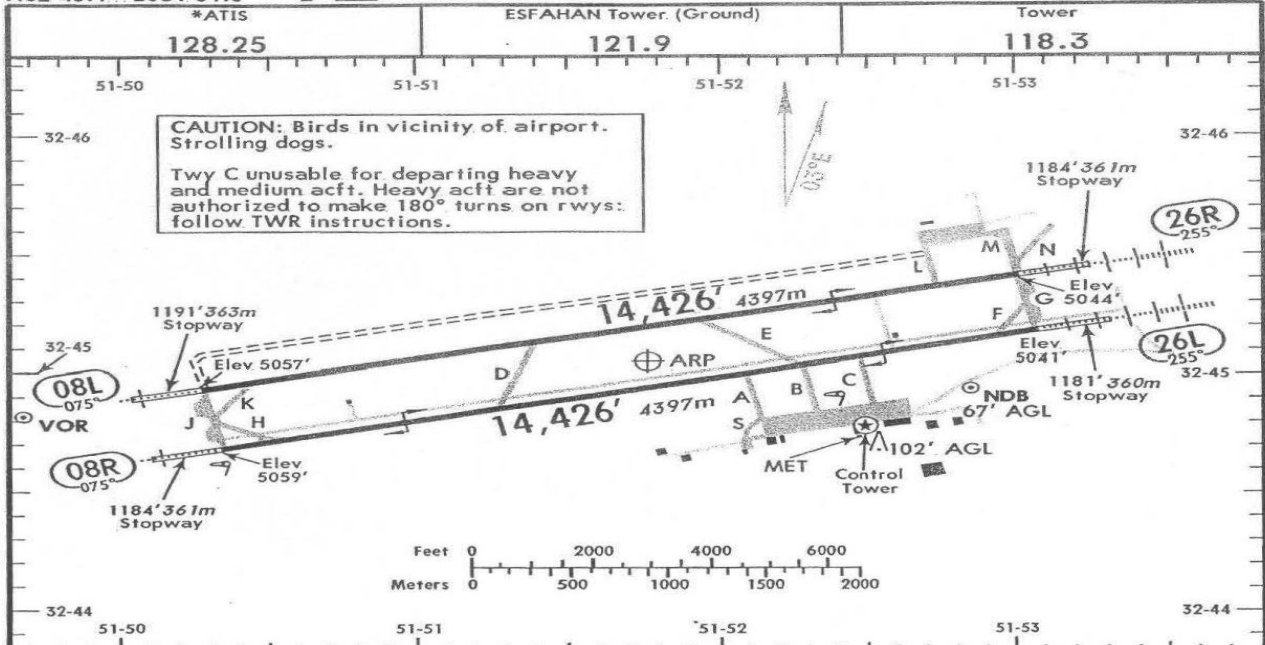 *ATIS
128.25
ESFAHAN Tower (Ground)
121.9
Tower
118.3
51-50
51-51
51-52
51-53
32-46
32-46
CAUTION: Birds in vicinity of airport.
Strolling dogs.
Twy C unusable for departing heavy
and medium acft. Heavy acft are not
authorized to make 180° turns on rwys:
follow TWR instructions.
03°E
1184' 361m
Stopway
26R
255°
M
N
L
G
Elev
5044'
F
14,426' 4397m
E
1191' 363m
Stopway
Elev 5057'
32-45
08L
075°
VOR
D
ARP
Elev
5041'
26L
255°
32-45
1181' 360m
Stopway
K
J
H
A
B
C
S
NDB
67' AGL
14,426' 4397m
08R
075°
Elev
5059'
1184' 361m
Stopway
MET
102' AGL
Control
Tower
Feet 0 2000 4000 6000
Meters 0 500 1000 1500 2000
32-44
32-44
51-50
51-51
51-52
51-53